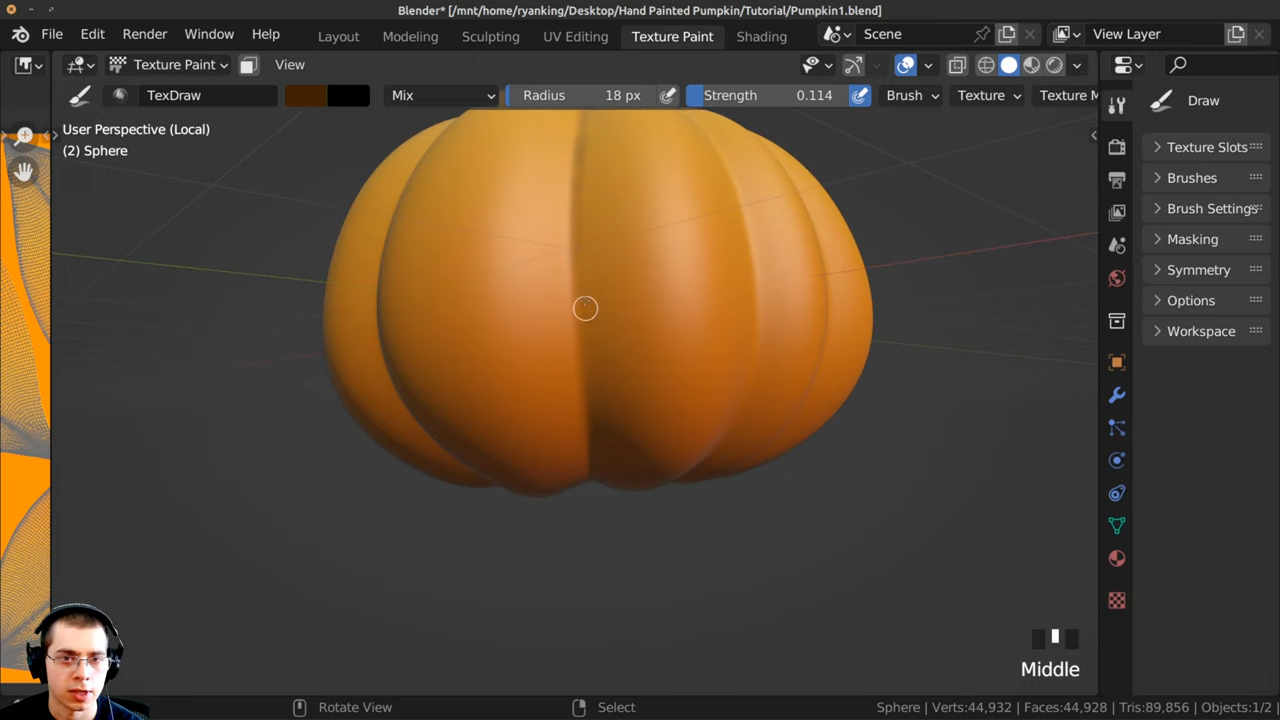 Blender* [/mnt/home/ryanking/Desktop/Hand Painted Pumpkin/Tutorial/Pumpkin1.blend]
File Edit Render Window Help Layout Modeling Sculpting UV Editing Texture Paint Shading Scene View Layer
Texture Paint View
TexDraw Mix Radius 18 px Strength 0.114 Brush Texture Texture M Draw
User Perspective (Local)
(2) Sphere
Texture Slots
Brushes
Brush Settings
Masking
Symmetry
Options
Workspace
Middle
Rotate View Select Sphere | Verts:44,932 | Faces:44,928 | Tris:89,856 | Objects:1/2